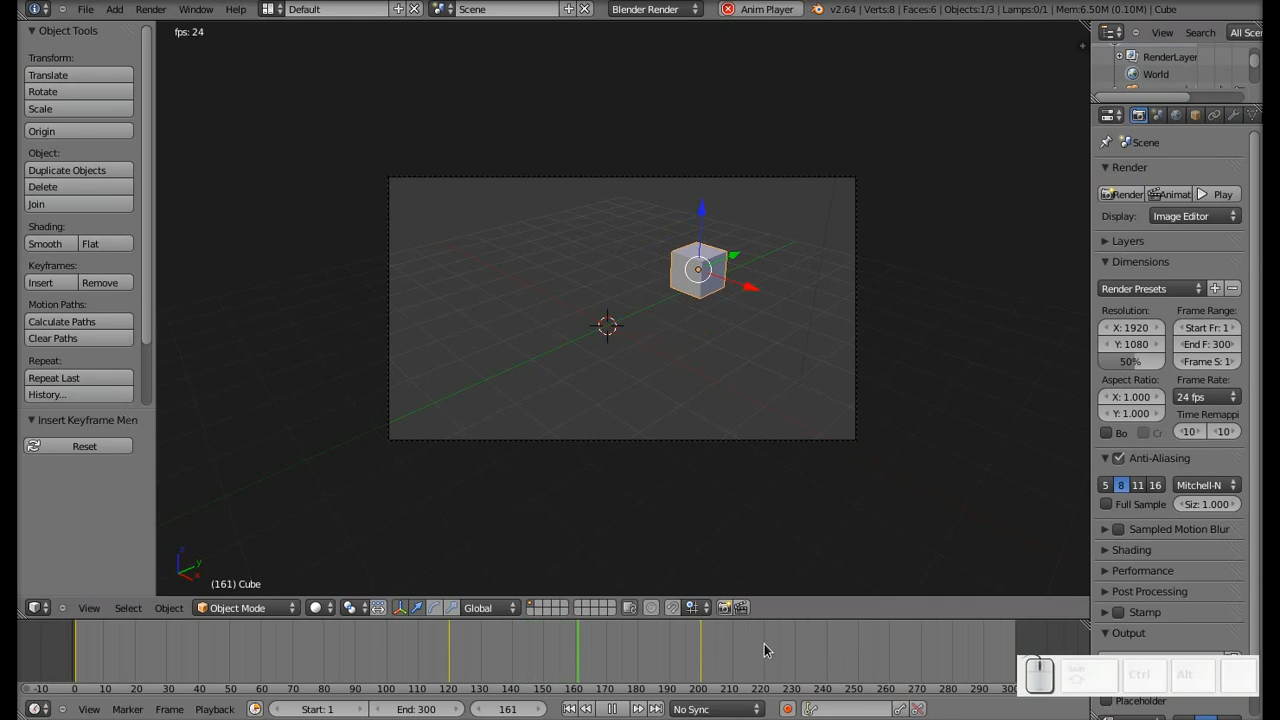 File Add Render Window Help Default Scene Blender Render Anim Player v2.64 | Verts:8 | Faces:6 | Objects:1/3 | Lamps:0/1 | Mem:6.50M (0.10M) | Cube
Object Tools
Transform:
Translate
Rotate
Scale
Origin
Object:
Duplicate Objects
Delete
Join
Shading:
Smooth Flat
Keyframes:
Insert Remove
Motion Paths:
Calculate Paths
Clear Paths
Repeat:
Repeat Last
History...
Insert Keyframe Men
Reset
fps: 24
z
y
x
(161) Cube
View Search All Sce
RenderLayer
World
Scene
Render
Render Animat Play
Display: Image Editor
Layers
Dimensions
Render Presets
Resolution: Frame Range:
X: 1920 Start Fr: 1
Y: 1080 End F: 300
50% Frame S: 1
Aspect Ratio: Frame Rate:
X: 1.000 24 fps
Y: 1.000 Time Remappi
Bo Cr 10 10
Anti-Aliasing
5 8 11 16 Mitchell-N
Full Sample Siz: 1.000
Sampled Motion Blur
Shading
Performance
Post Processing
Stamp
Output
Placeholder
View Select Object Object Mode Global
-10 0 10 20 30 40 50 60 70 80 90 100 110 120 130 140 150 160 170 180 190 200 210 220 230 240 250 260 270 280 290 300
View Marker Frame Playback Start: 1 End: 300 161 No Sync
Shift Ctrl Alt